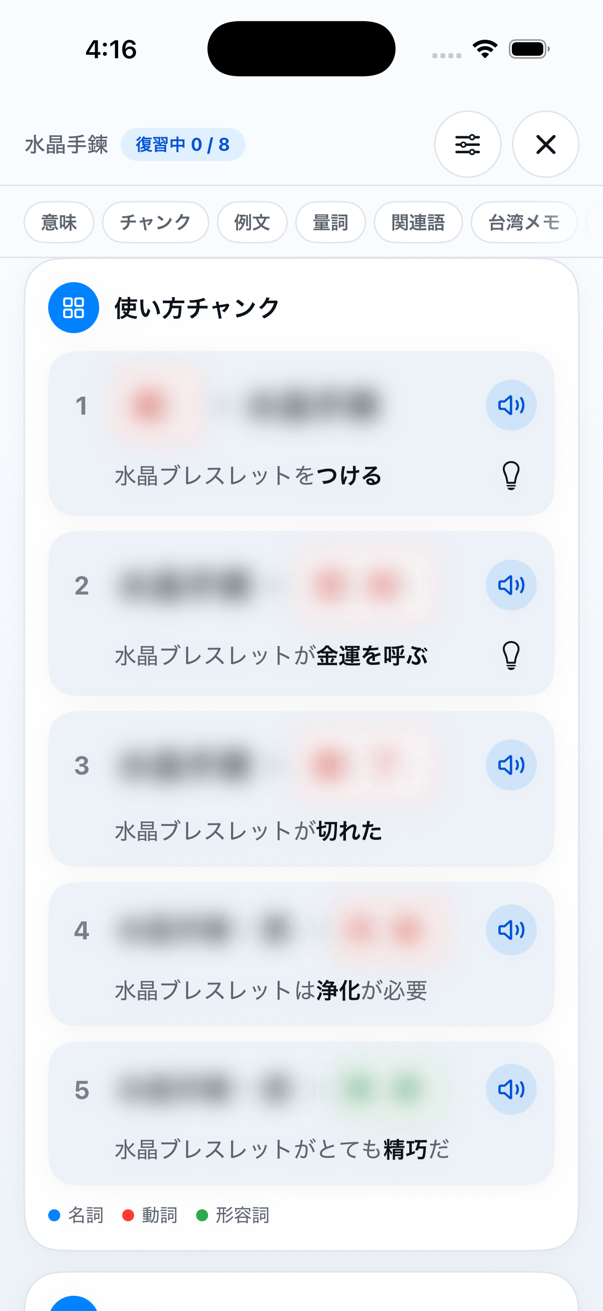 4:16
水晶手鍊 復習中 0 / 8
意味 チャンク 例文 量詞 関連語 台湾メモ
使い方チャンク
1
水晶ブレスレットをつける
2
水晶ブレスレットが金運を呼ぶ
3
水晶ブレスレットが切れた
4
水晶ブレスレットは浄化が必要
5
水晶ブレスレットがとても精巧だ
名詞 動詞 形容詞